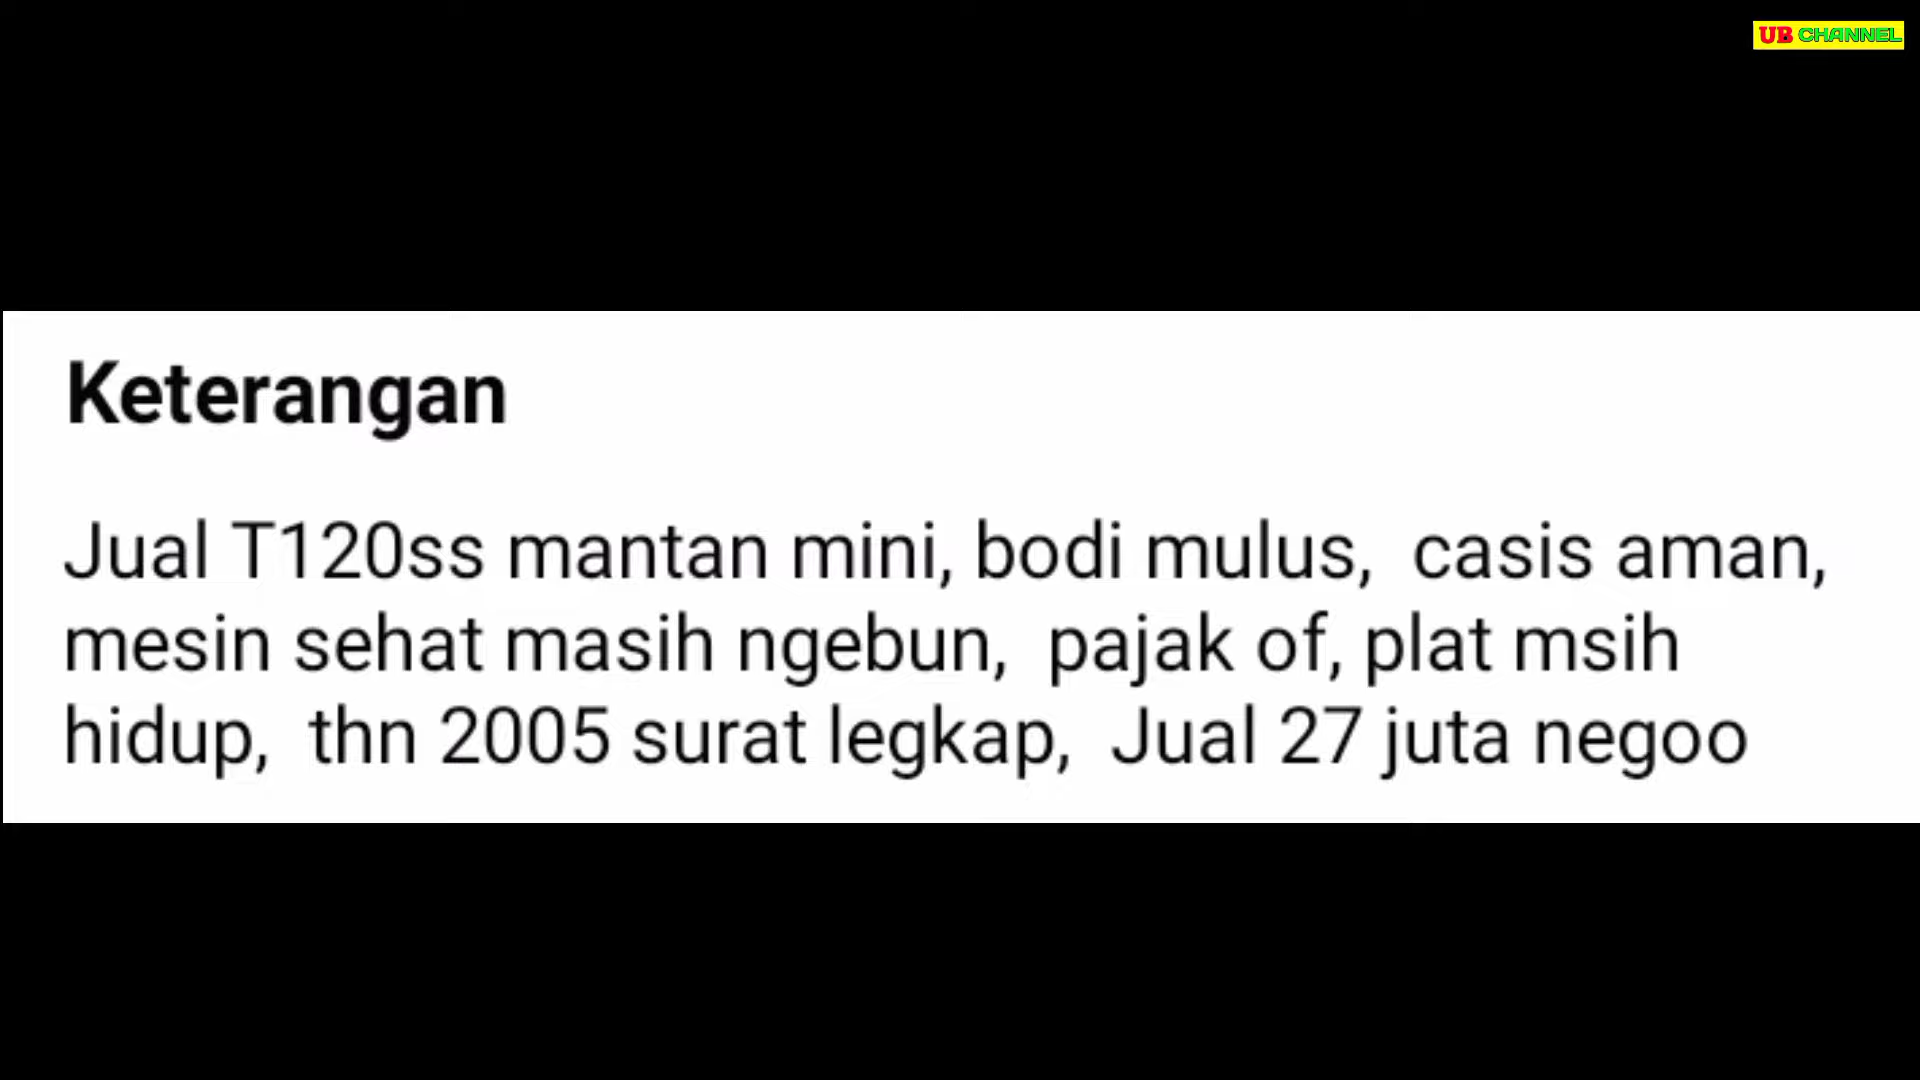 UB CHANNEL
Keterangan
Jual T120ss mantan mini, bodi mulus,  casis aman,
mesin sehat masih ngebun,  pajak of, plat msih
hidup,  thn 2005 surat legkap,  Jual 27 juta negoo